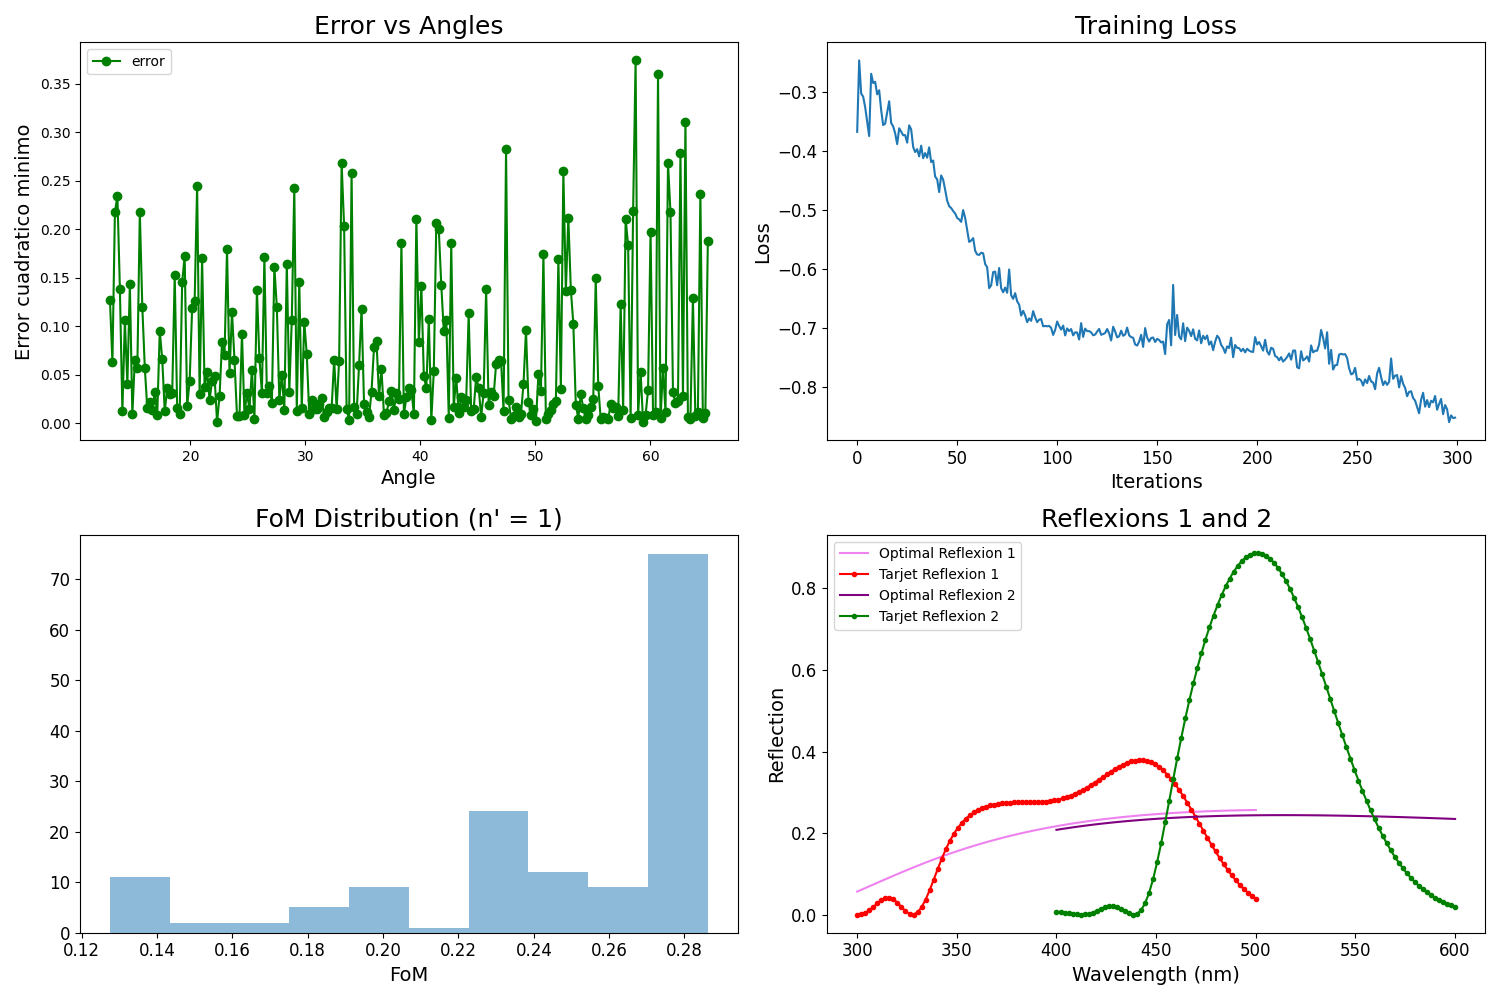 Error vs Angles
error
Error cuadratico minimo
0.35
0.30
0.25
0.20
0.15
0.10
0.05
0.00
20 30 40 50 60
Angle
Training Loss
Loss
−0.3
−0.4
−0.5
−0.6
−0.7
−0.8
0 50 100 150 200 250 300
Iterations
FoM Distribution (n' = 1)
70
60
50
40
30
20
10
0
0.12 0.14 0.16 0.18 0.20 0.22 0.24 0.26 0.28
FoM
Reflexions 1 and 2
Optimal Reflexion 1
Tarjet Reflexion 1
Optimal Reflexion 2
Tarjet Reflexion 2
Reflection
0.8
0.6
0.4
0.2
0.0
300 350 400 450 500 550 600
Wavelength (nm)